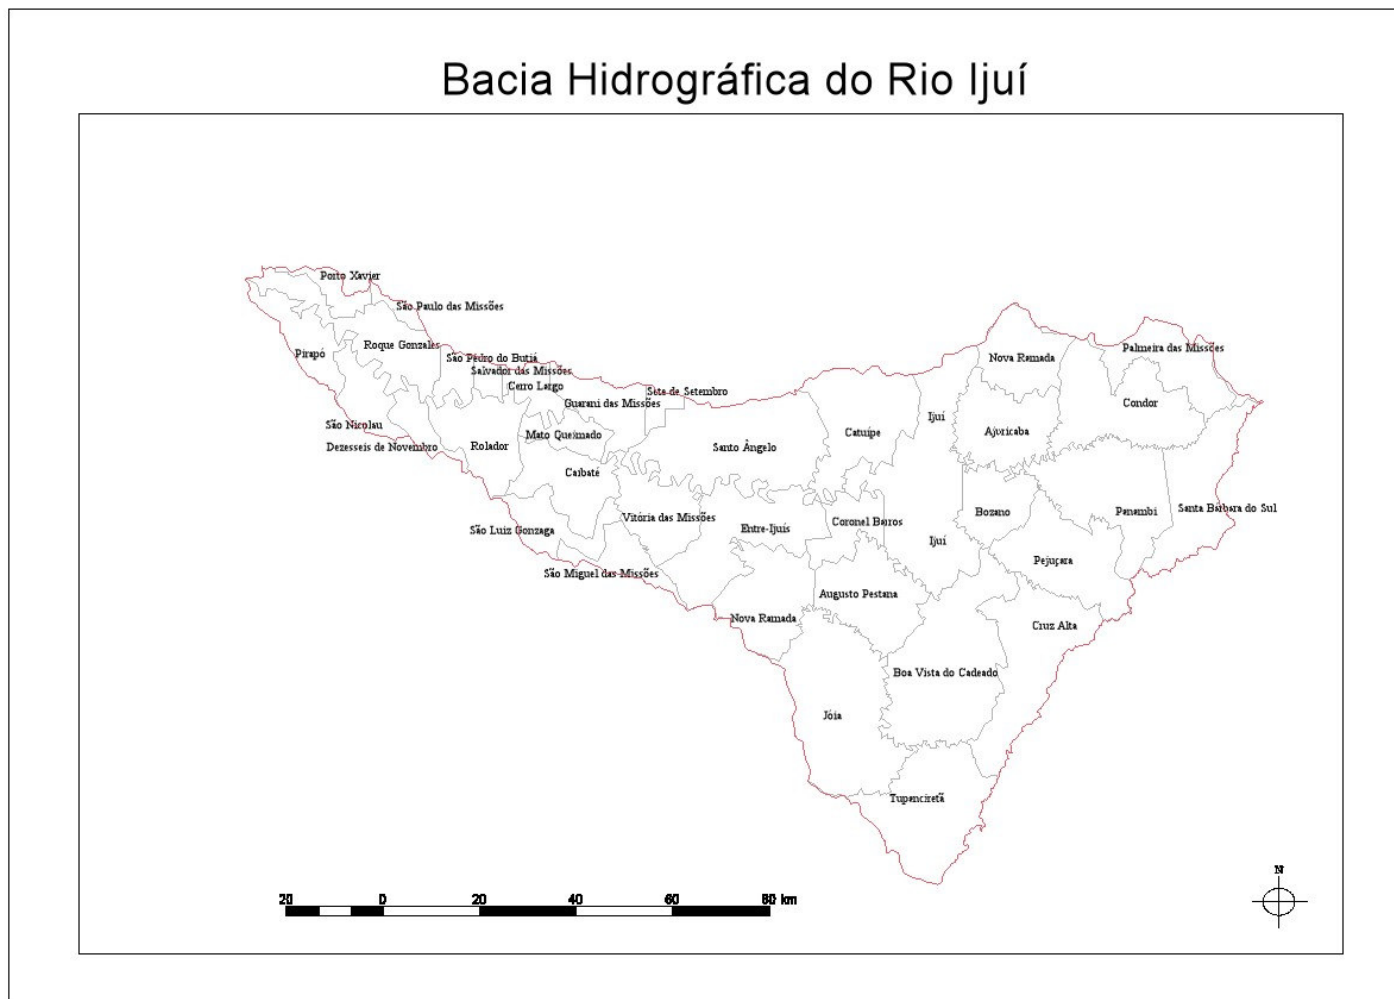 Bacia Hidrográfica do Rio Ijuí
Porto Xavier
São Paulo das Missões
Roque Gonzales
Pirapó
São Pedro do Butiá
Salvador das Missões
Cerro Largo
Guarani das Missões
Sete de Setembro
Nova Ramada
Palmeira das Missões
Condor
Ijuí
Ajuricaba
Catuípe
São Nicolau
Dezesseis de Novembro
Rolador
Mato Queimado
Santo Ângelo
Caibaté
São Luiz Gonzaga
Vitória das Missões
Entre-Ijuís
Coronel Barros
Bozano
Panambi
Santa Bárbara do Sul
Ijuí
Pejuçara
São Miguel das Missões
Augusto Pestana
Nova Ramada
Cruz Alta
Boa Vista do Cadeado
Jóia
Tupanciretã
20 0 20 40 60 80 km
N